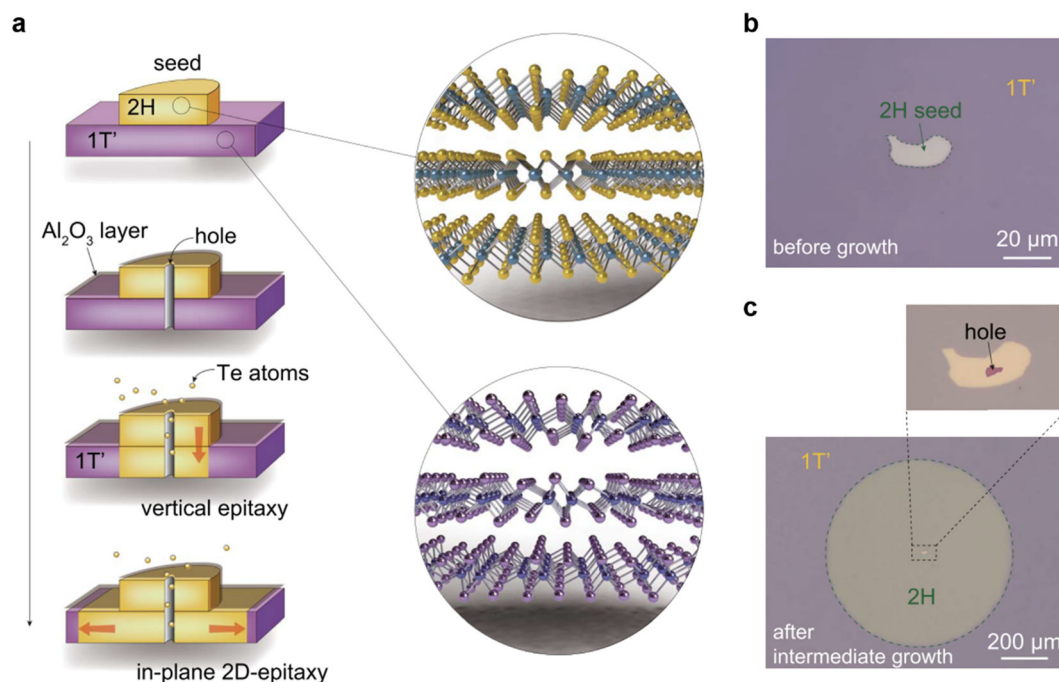 a
seed
2H
1T'
Al₂O₃ layer
hole
Te atoms
1T'
vertical epitaxy
in-plane 2D-epitaxy
b
1T'
2H seed
before growth
20 μm
c
hole
1T'
2H
after
intermediate growth
200 μm